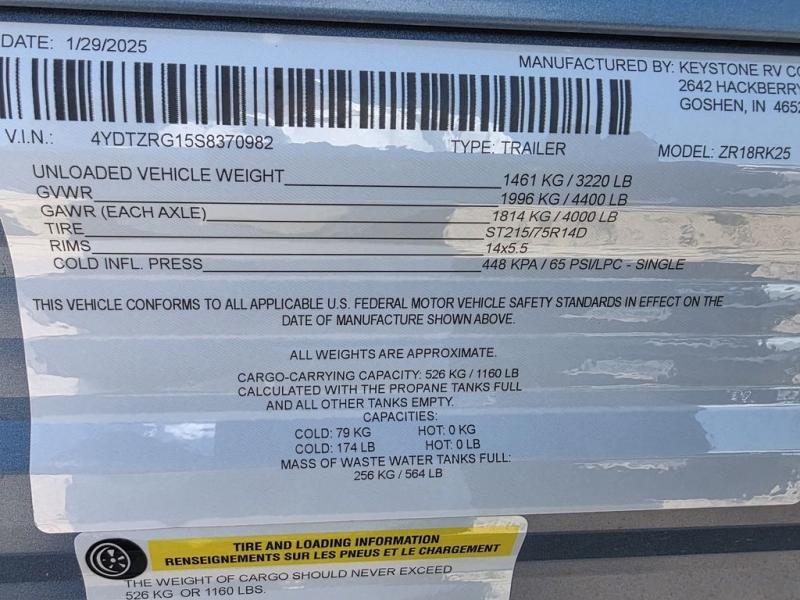 DATE: 1/29/2025
MANUFACTURED BY: KEYSTONE RV CO
2642 HACKBERRY
GOSHEN, IN 4652
V.I.N.: 4YDTZRG15S8370982 TYPE: TRAILER MODEL: ZR18RK25
UNLOADED VEHICLE WEIGHT 1461 KG / 3220 LB
GVWR 1996 KG / 4400 LB
GAWR (EACH AXLE) 1814 KG / 4000 LB
TIRE ST215/75R14D
RIMS 14x5.5
COLD INFL. PRESS 448 KPA / 65 PSI/LPC - SINGLE
THIS VEHICLE CONFORMS TO ALL APPLICABLE U.S. FEDERAL MOTOR VEHICLE SAFETY STANDARDS IN EFFECT ON THE
DATE OF MANUFACTURE SHOWN ABOVE.
ALL WEIGHTS ARE APPROXIMATE.
CARGO-CARRYING CAPACITY: 526 KG / 1160 LB
CALCULATED WITH THE PROPANE TANKS FULL
AND ALL OTHER TANKS EMPTY.
CAPACITIES:
COLD: 79 KG HOT: 0 KG
COLD: 174 LB HOT: 0 LB
MASS OF WASTE WATER TANKS FULL:
256 KG / 564 LB
TIRE AND LOADING INFORMATION
RENSEIGNEMENTS SUR LES PNEUS ET LE CHARGEMENT
THE WEIGHT OF CARGO SHOULD NEVER EXCEED
526 KG OR 1160 LBS.